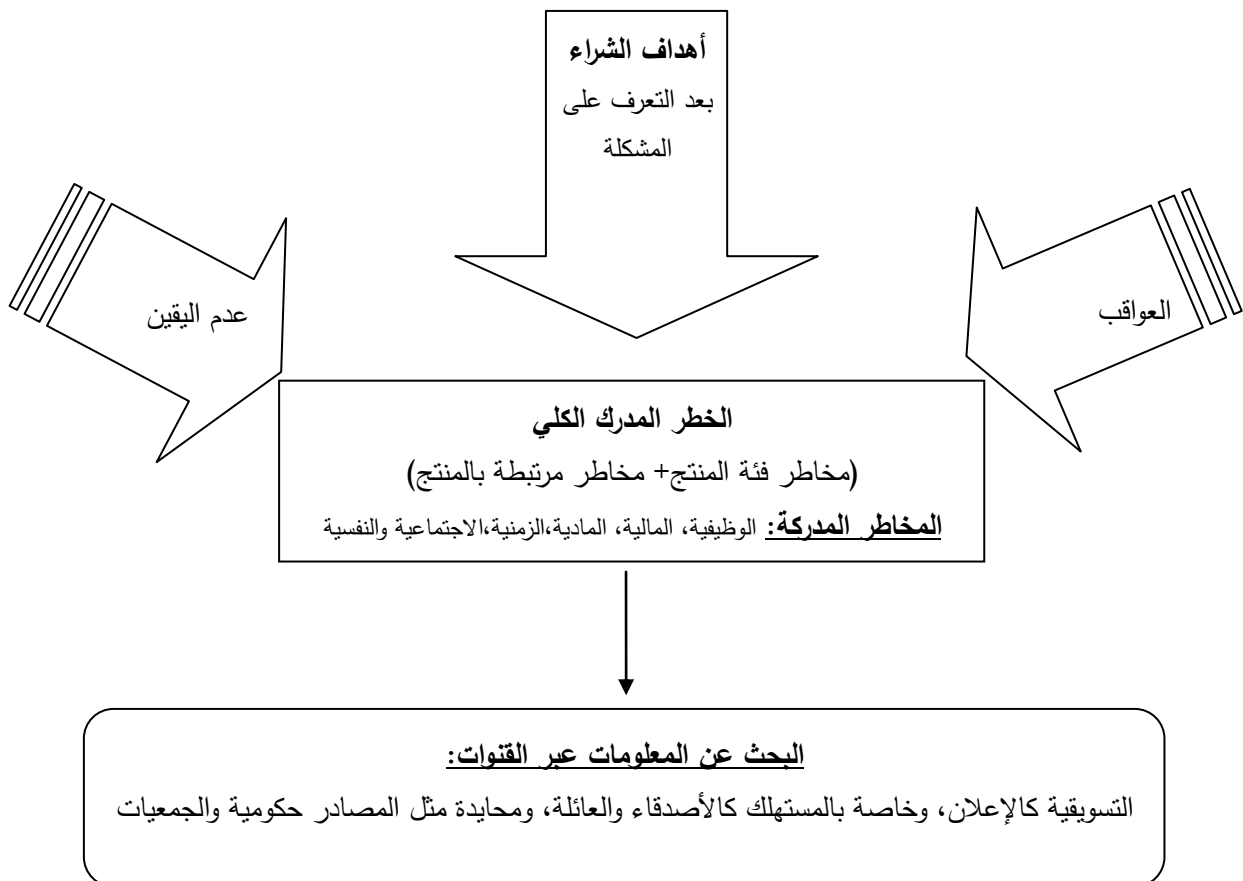 أهداف الشراء
بعد التعرف على
المشكلة
العواقب
عدم اليقين
الخطر المدرك الكلي
(مخاطر فئة المنتج+ مخاطر مرتبطة بالمنتج)
المخاطر المدركة: الوظيفية، المالية، المادية،الزمنية،الاجتماعية والنفسية
البحث عن المعلومات عبر القنوات:
التسويقية كالإعلان، وخاصة بالمستهلك كالأصدقاء والعائلة، ومحايدة مثل المصادر حكومية والجمعيات